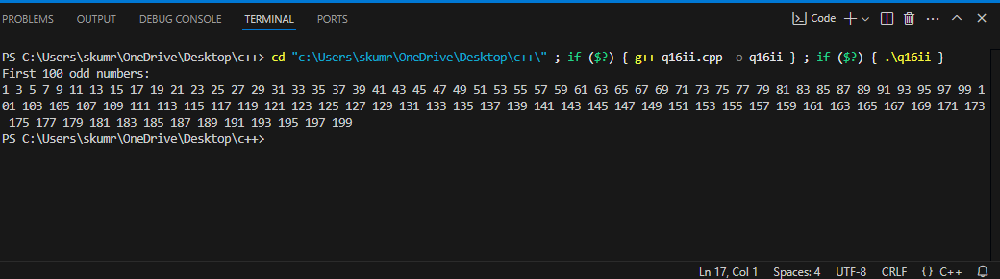 PROBLEMS OUTPUT DEBUG CONSOLE TERMINAL PORTS Code
PS C:\Users\skumr\OneDrive\Desktop\c++> cd "c:\Users\skumr\OneDrive\Desktop\c++\" ; if ($?) { g++ q16ii.cpp -o q16ii } ; if ($?) { .\q16ii }
First 100 odd numbers:
1 3 5 7 9 11 13 15 17 19 21 23 25 27 29 31 33 35 37 39 41 43 45 47 49 51 53 55 57 59 61 63 65 67 69 71 73 75 77 79 81 83 85 87 89 91 93 95 97 99 1
01 103 105 107 109 111 113 115 117 119 121 123 125 127 129 131 133 135 137 139 141 143 145 147 149 151 153 155 157 159 161 163 165 167 169 171 173
175 177 179 181 183 185 187 189 191 193 195 197 199
PS C:\Users\skumr\OneDrive\Desktop\c++>
Ln 17, Col 1 Spaces: 4 UTF-8 CRLF {} C++